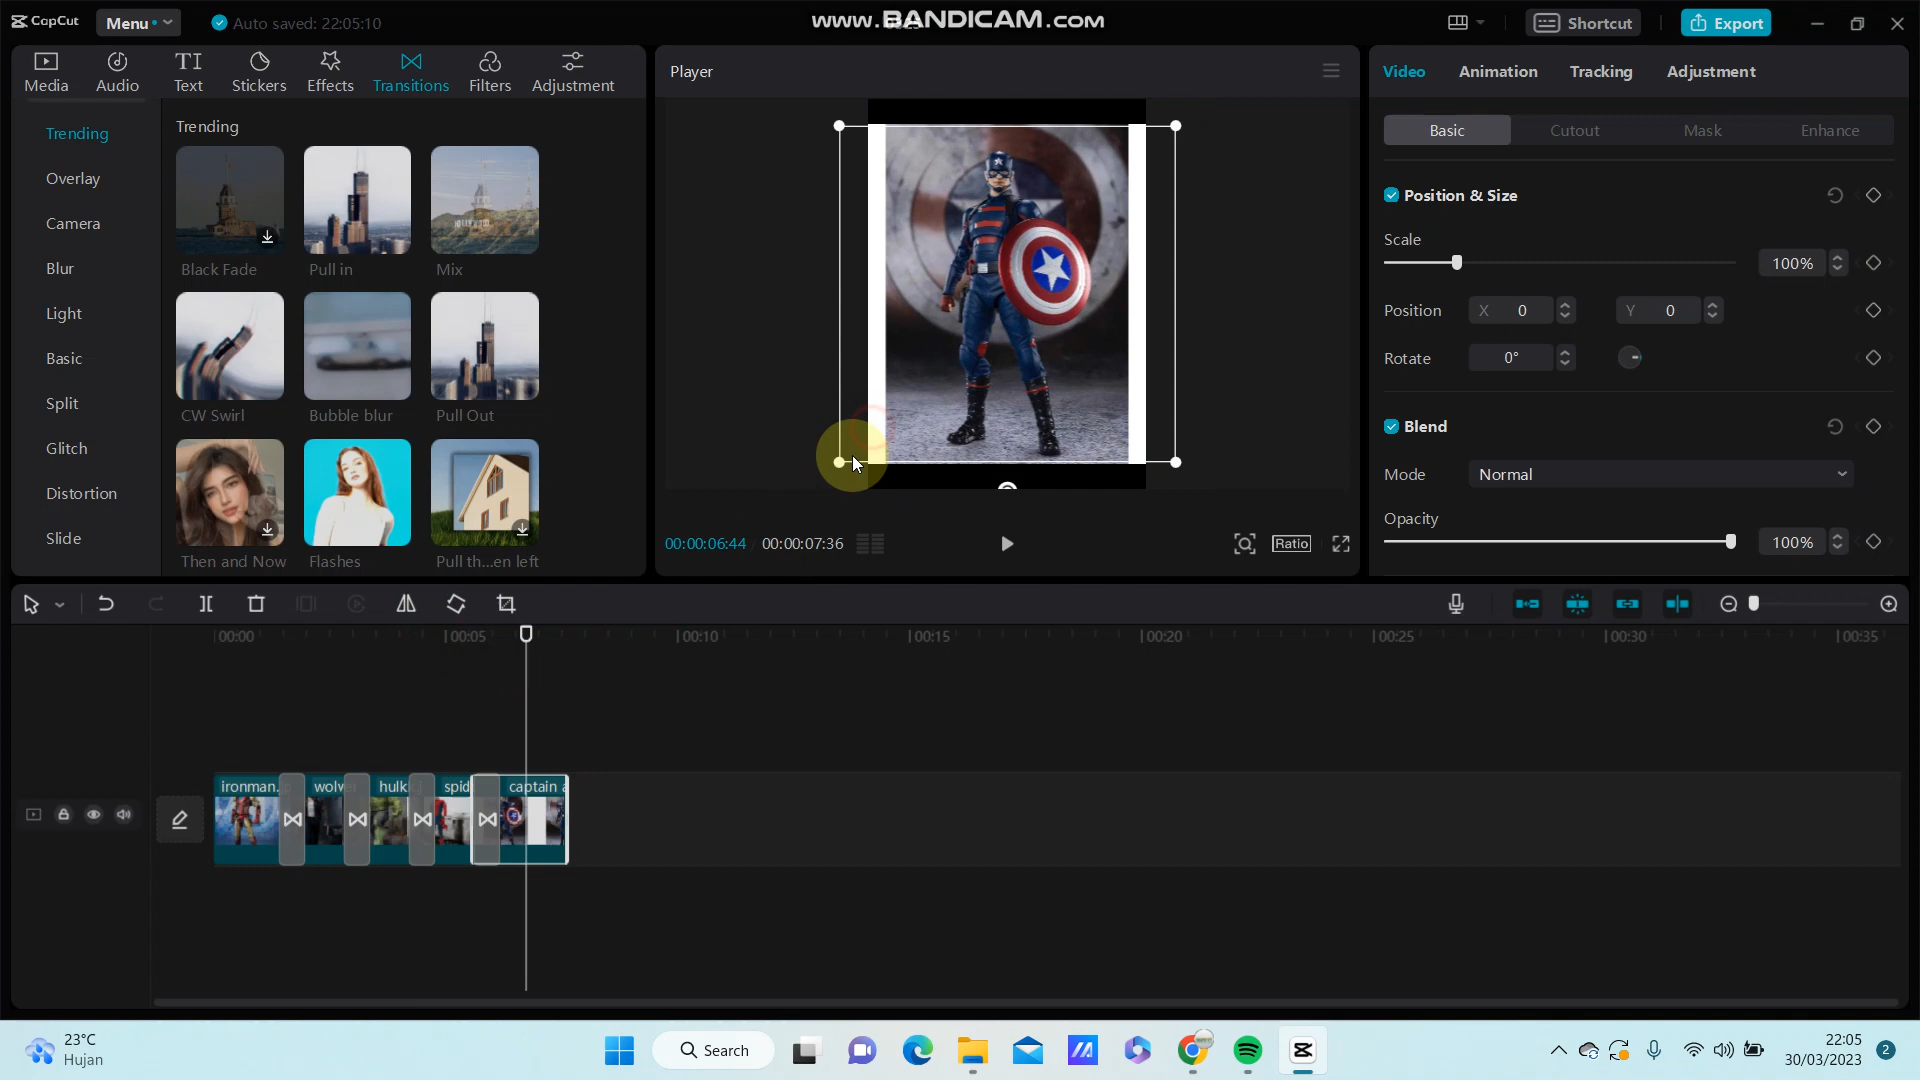 CapCut
Menu
Auto saved: 22:05:10
www.BANDICAM.com
Shortcut
Export
Media
Audio
Text
Stickers
Effects
Transitions
Filters
Adjustment
Player
Video
Animation
Tracking
Adjustment
Trending
Overlay
Camera
Blur
Light
Basic
Split
Glitch
Distortion
Slide
Trending
Black Fade
Pull in
Mix
CW Swirl
Bubble blur
Pull Out
Then and Now
Flashes
Pull th...en left
00:00:06:44
00:00:07:36
Ratio
Basic
Cutout
Mask
Enhance
Position & Size
Scale
100%
Position
X
0
Y
0
Rotate
0°
Blend
Mode
Normal
Opacity
100%
00:00
00:05
00:10
00:15
00:20
00:25
00:30
00:35
ironman.
wolv
hulk
spid
captain a
23°C
Hujan
Search
22:05
30/03/2023
2